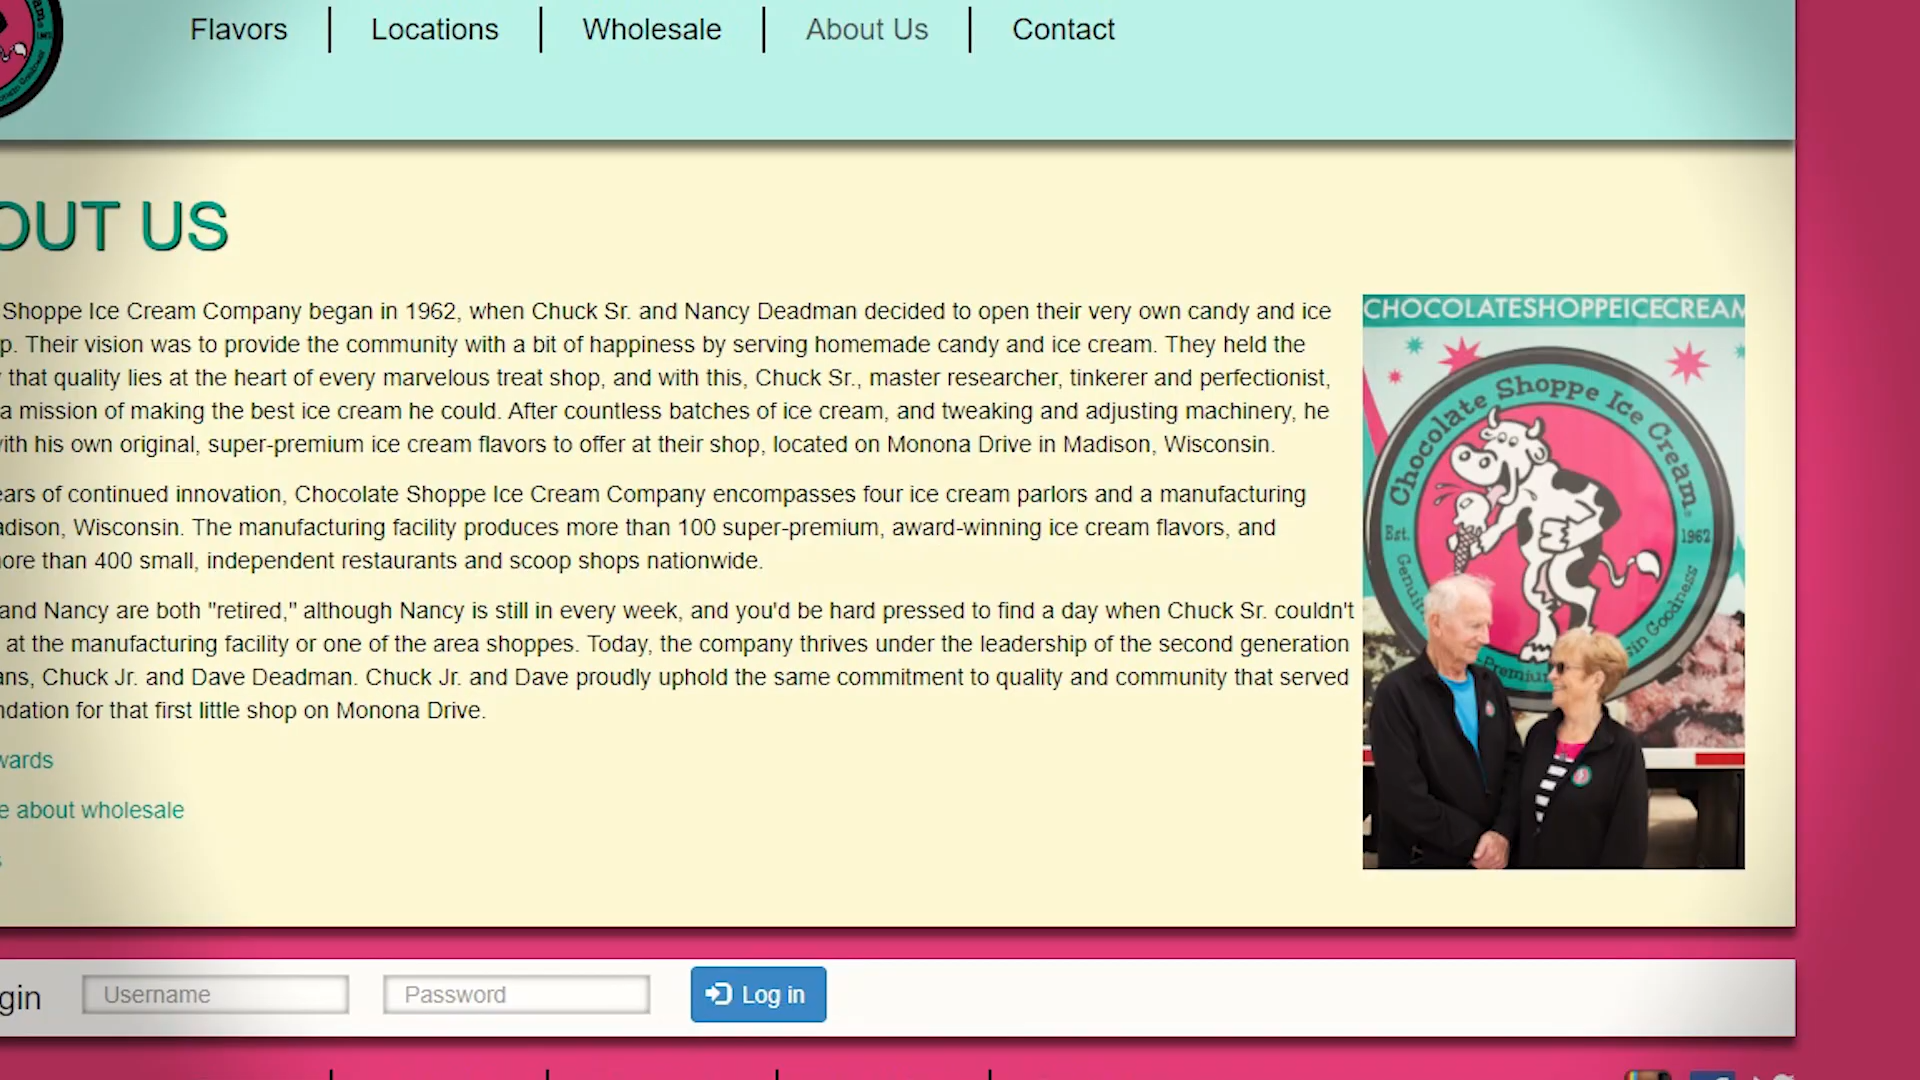 Flavors
Locations
Wholesale
About Us
Contact
OUT US
Shoppe Ice Cream Company began in 1962, when Chuck Sr. and Nancy Deadman decided to open their very own candy and ice
p. Their vision was to provide the community with a bit of happiness by serving homemade candy and ice cream. They held the
that quality lies at the heart of every marvelous treat shop, and with this, Chuck Sr., master researcher, tinkerer and perfectionist,
a mission of making the best ice cream he could. After countless batches of ice cream, and tweaking and adjusting machinery, he
ith his own original, super-premium ice cream flavors to offer at their shop, located on Monona Drive in Madison, Wisconsin.
ears of continued innovation, Chocolate Shoppe Ice Cream Company encompasses four ice cream parlors and a manufacturing
adison, Wisconsin. The manufacturing facility produces more than 100 super-premium, award-winning ice cream flavors, and
ore than 400 small, independent restaurants and scoop shops nationwide.
and Nancy are both "retired," although Nancy is still in every week, and you'd be hard pressed to find a day when Chuck Sr. couldn't
at the manufacturing facility or one of the area shoppes. Today, the company thrives under the leadership of the second generation
ans, Chuck Jr. and Dave Deadman. Chuck Jr. and Dave proudly uphold the same commitment to quality and community that served
ndation for that first little shop on Monona Drive.
wards
e about wholesale
CHOCOLATESHOPPEICECREAM
Chocolate Shoppe Ice Cream
Est. 1962
Genuin
Premium
sin Goodness
gin
Username
Password
Log in